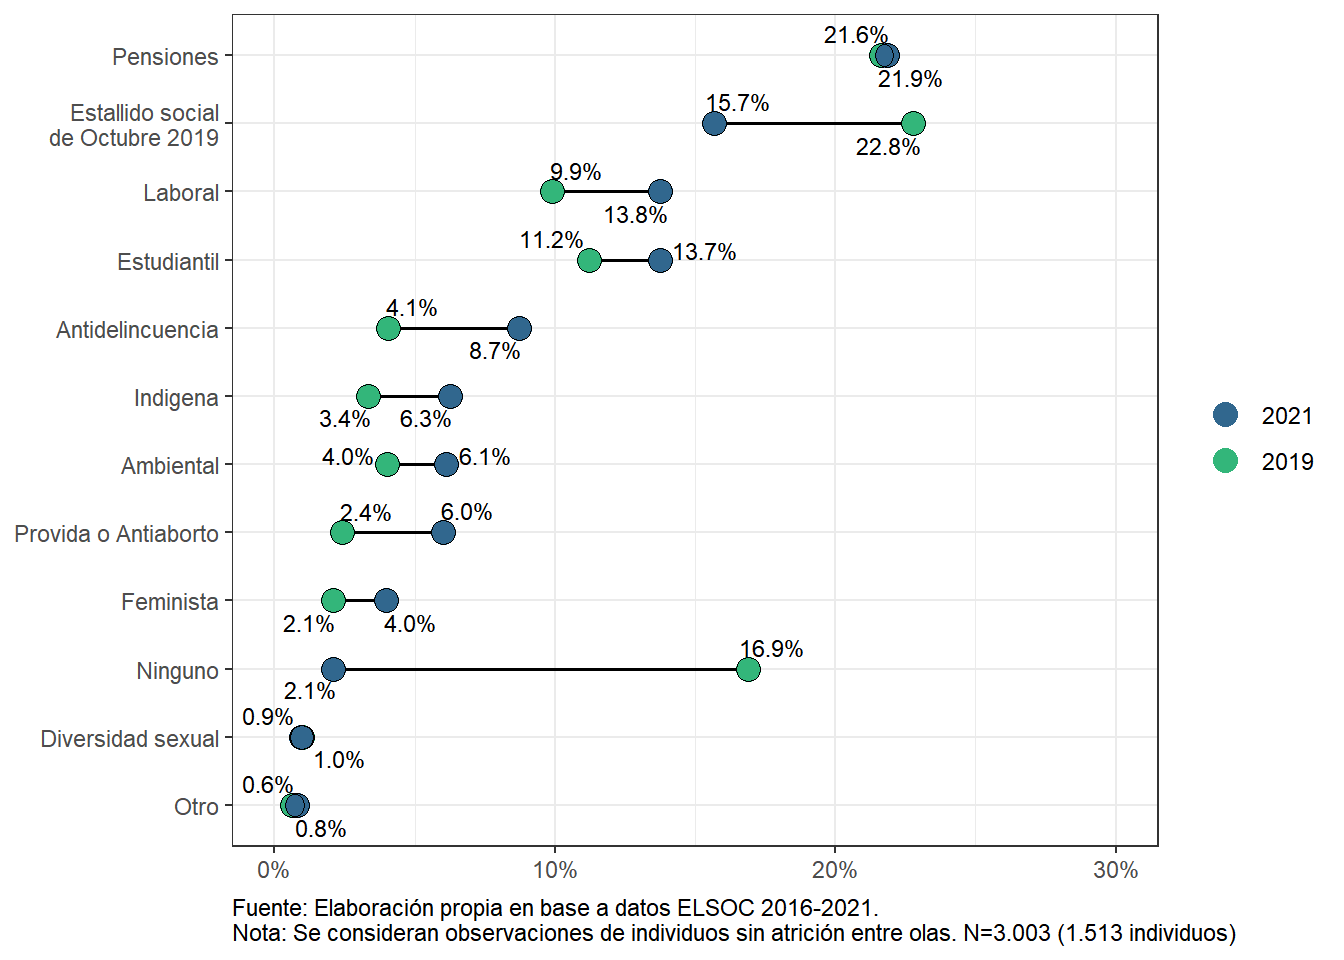 Pensiones
21.6%
21.9%
Estallido social
de Octubre 2019
15.7%
22.8%
Laboral
9.9%
13.8%
Estudiantil
11.2%
13.7%
Antidelincuencia
4.1%
8.7%
Indigena
3.4%
6.3%
Ambiental
4.0%
6.1%
Provida o Antiaborto
2.4%
6.0%
Feminista
2.1%
4.0%
Ninguno
2.1%
16.9%
Diversidad sexual
0.9%
1.0%
Otro
0.6%
0.8%
0%
10%
20%
30%
2021
2019
Fuente: Elaboración propia en base a datos ELSOC 2016-2021.
Nota: Se consideran observaciones de individuos sin atrición entre olas. N=3.003 (1.513 individuos)